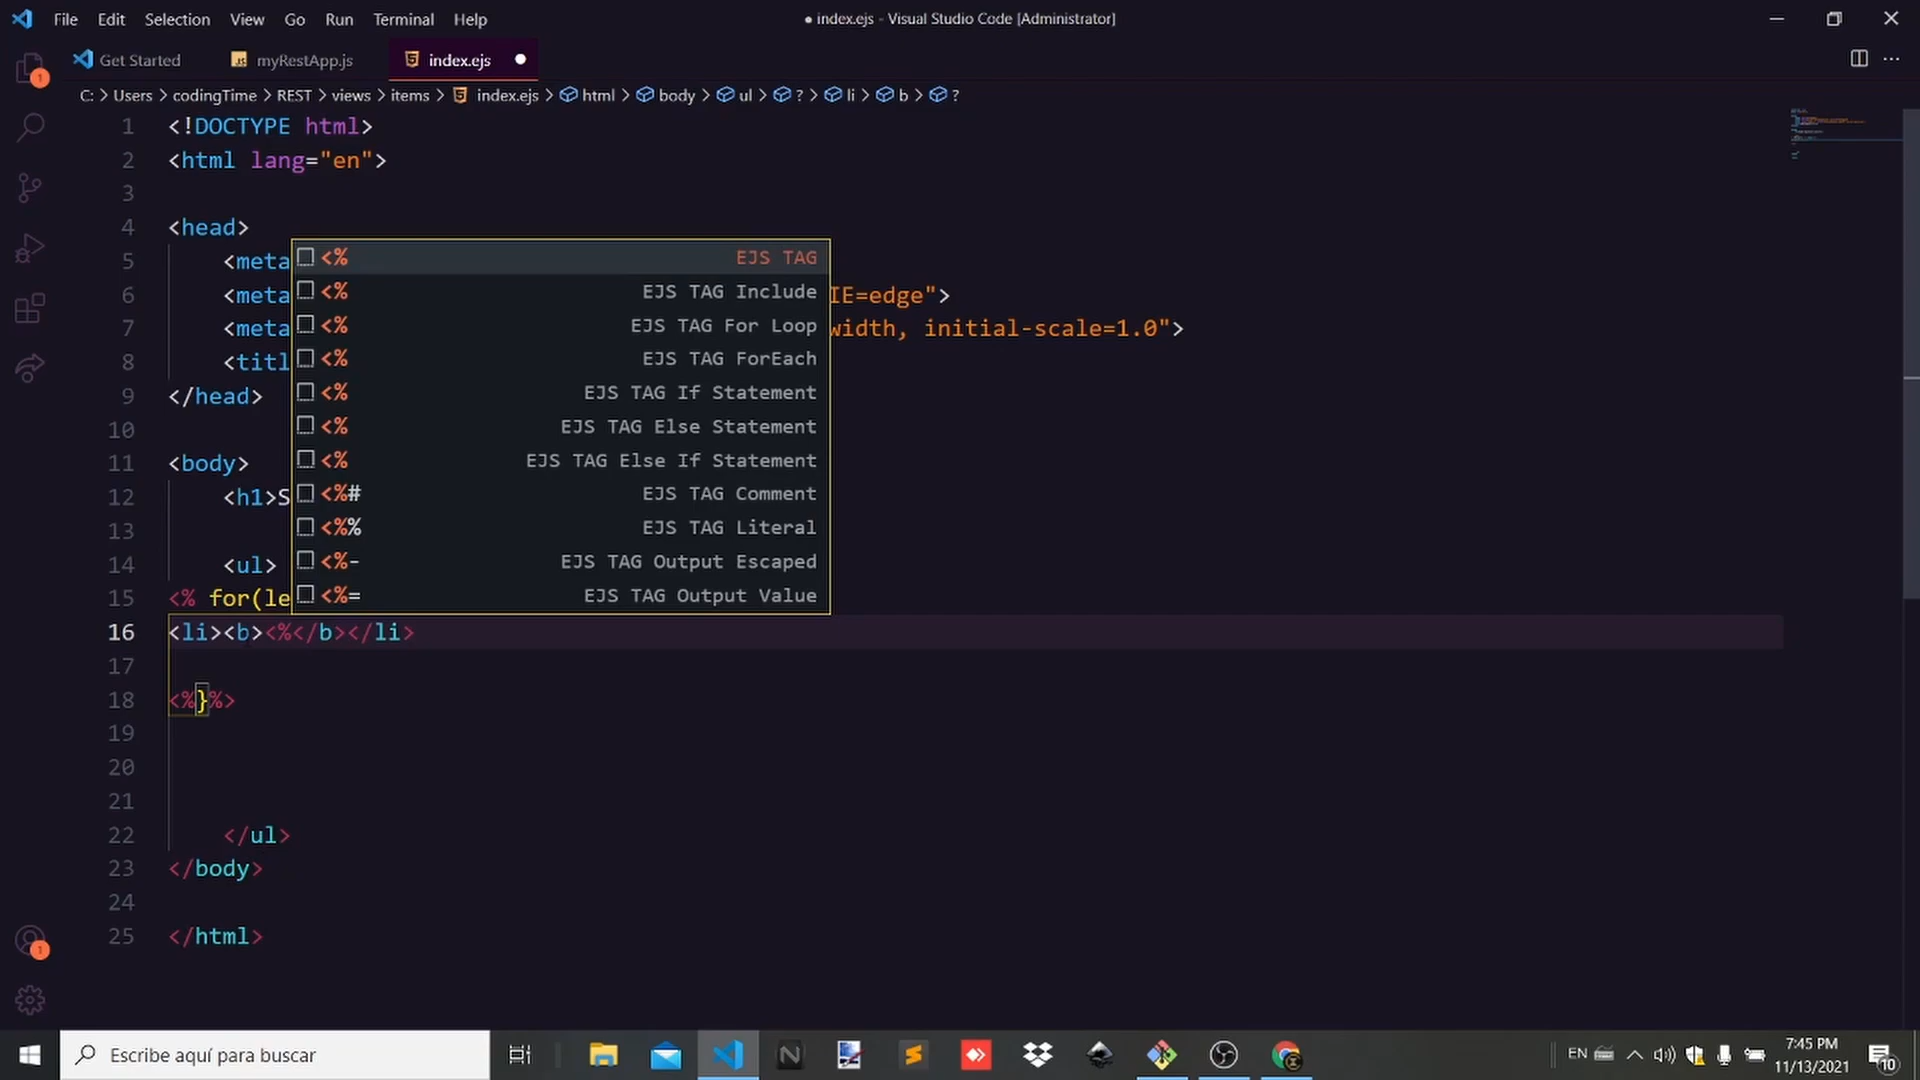 File Edit Selection View Go Run Terminal Help
● index.ejs - Visual Studio Code [Administrator]
Get Started myRestApp.js index.ejs ●
C: > Users > codingTime > REST > views > items > index.ejs > html > body > ul > ? > li > b > ?
1 <!DOCTYPE html>
2 <html lang="en">
3
4 <head>
5 <meta
6 <meta IE=edge">
7 <meta width, initial-scale=1.0">
8 <titl
9 </head>
10
11 <body>
12 <h1>S
13
14 <ul>
15 <% for(le
16 <li><b><%</b></li>
17
18 <%}%>
19
20
21
22 </ul>
23 </body>
24
25 </html>
<% EJS TAG
<% EJS TAG Include
<% EJS TAG For Loop
<% EJS TAG ForEach
<% EJS TAG If Statement
<% EJS TAG Else Statement
<% EJS TAG Else If Statement
<%# EJS TAG Comment
<%% EJS TAG Literal
<%- EJS TAG Output Escaped
<%= EJS TAG Output Value
1
1
Escribe aquí para buscar
EN
7:45 PM
11/13/2021
10